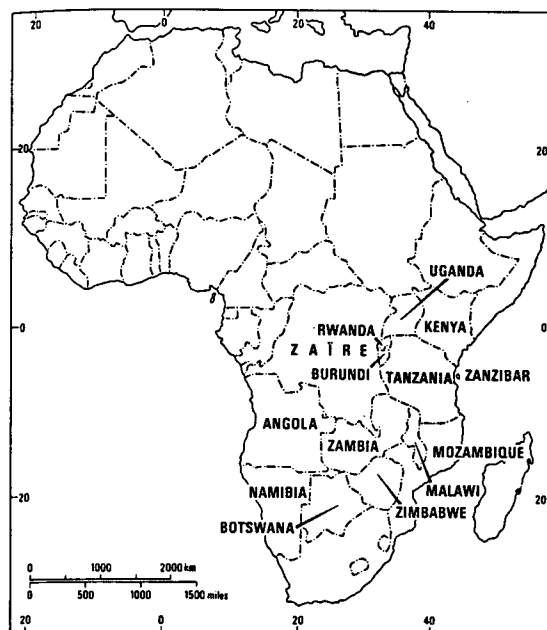 20 0 20 40
20 20
UGANDA
0 RWANDA KENYA 0
ZAÏRE
BURUNDI TANZANIA ZANZIBAR
ANGOLA
ZAMBIA MOZAMBIQUE
NAMIBIA MALAWI
20 20
BOTSWANA ZIMBABWE
0 1000 2000 km
0 500 1000 1500 miles
20 0 20 40